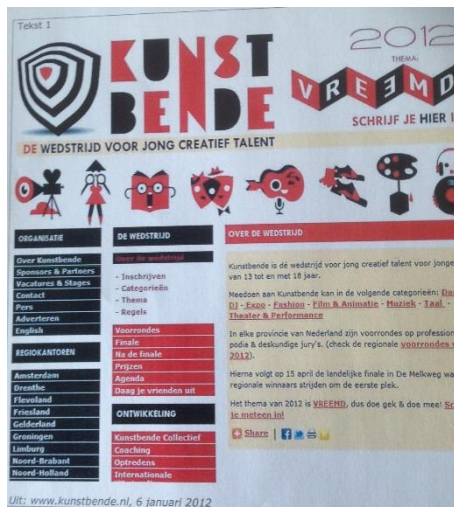 Tekst 1
KUNST
BENDE
2012
THEMA:
VREEMD
SCHRIJF JE HIER
DE WEDSTRIJD VOOR JONG CREATIEF TALENT
ORGANISATIE
Over Kunstbende
Sponsors & Partners
Vacatures & Stages
Contact
Pers
Adverteren
English
REGIOKANTOREN
Amsterdam
Drenthe
Flevoland
Friesland
Gelderland
Groningen
Limburg
Noord-Brabant
Noord-Holland
DE WEDSTRIJD
Over de wedstrijd
- Inschrijven
- Categorieën
- Thema
- Regels
Voorrondes
Finale
Na de finale
Prijzen
Agenda
Daag je vrienden uit
ONTWIKKELING
Kunstbende Collectief
Coaching
Optredens
Internationale
OVER DE WEDSTRIJD
Kunstbende is dé wedstrijd voor jong creatief talent voor
van 13 tot en met 18 jaar.
Meedoen aan Kunstbende kan in de volgende categorieën:
DJ - Expo - Fashion - Film & Animatie - Muziek - Taal -
Theater & Performance
In elke provincie van Nederland zijn voorrondes op
podia & deskundige jury's. (check de regionale voorrondes
2012).
Hierna volgt op 15 april de landelijke finale in De Melkweg
regionale winnaars strijden om de eerste plek.
Het thema van 2012 is VREEMD, dus doe gek & doe mee!
je meteen in!
Share |
Uit: www.kunstbende.nl, 6 januari 2012